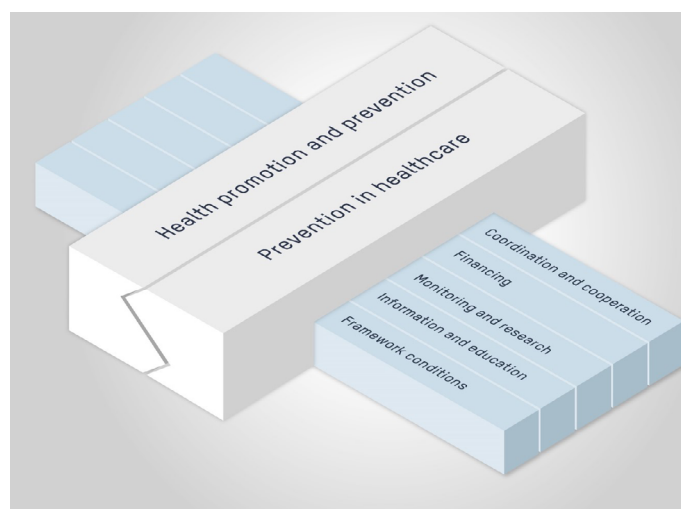 Health promotion and prevention
Prevention in healthcare
Coordination and cooperation
Financing
Monitoring and research
Information and education
Framework conditions